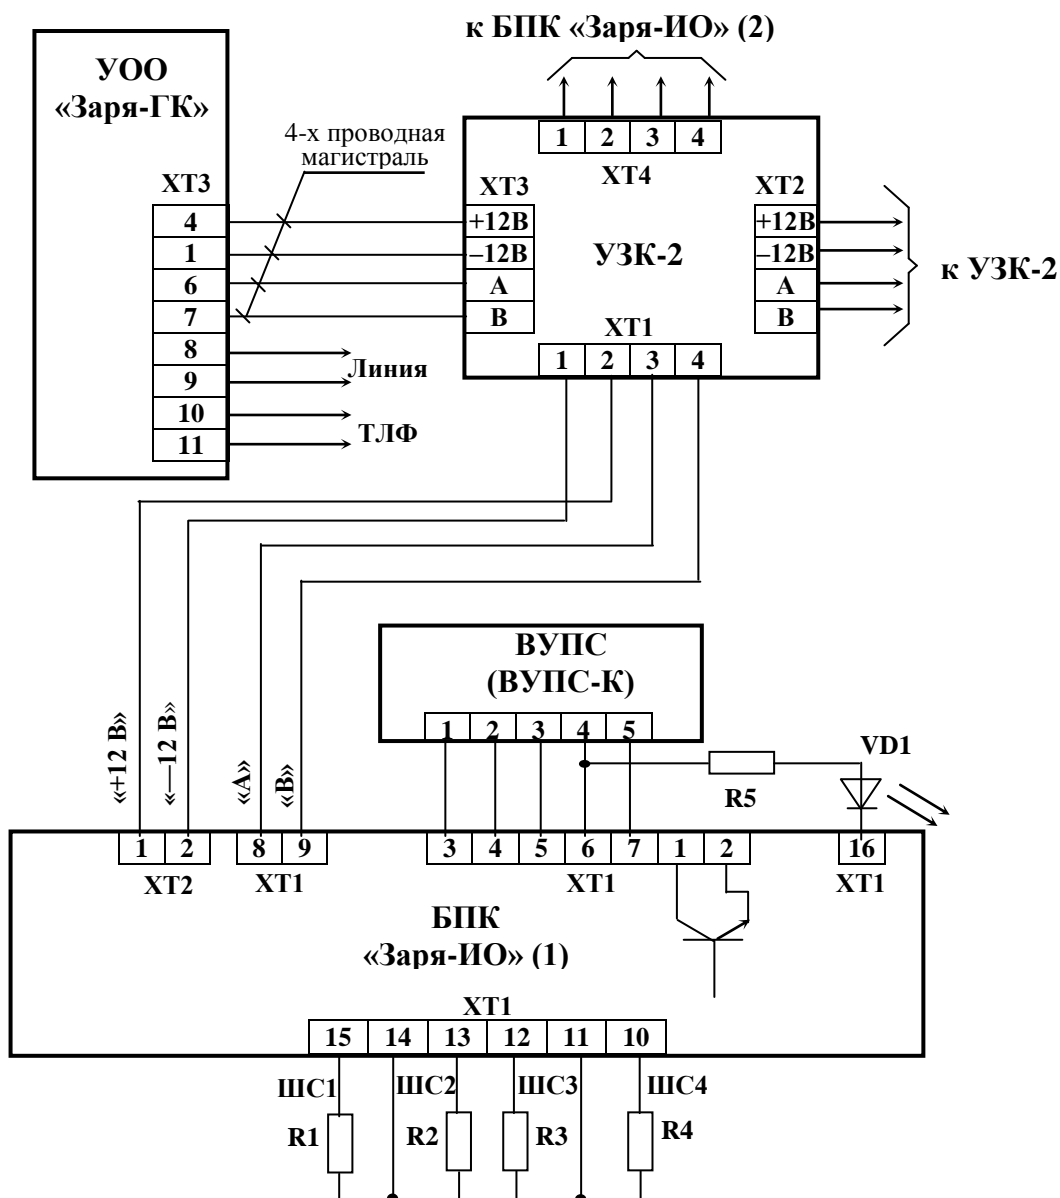 к БПК «Заря-ИО» (2)
УОО
«Заря-ГК»
4-х проводная
магистраль
1 2 3 4
ХТ4
ХТ3
ХТ3
ХТ2
4
1
6
7
8
9
10
11
+12В
–12В
А
В
УЗК-2
+12В
–12В
А
В
к УЗК-2
ХТ1
1 2 3 4
Линия
ТЛФ
ВУПС
(ВУПС-К)
1 2 3 4 5
«+12 В»
«—12 В»
«А»
«В»
VD1
R5
1 2
8 9
3 4 5 6 7 1 2
16
ХТ2
ХТ1
ХТ1
ХТ1
БПК
«Заря-ИО» (1)
ХТ1
15 14 13 12 11 10
ШС1
ШС2
ШС3
ШС4
R1
R2
R3
R4